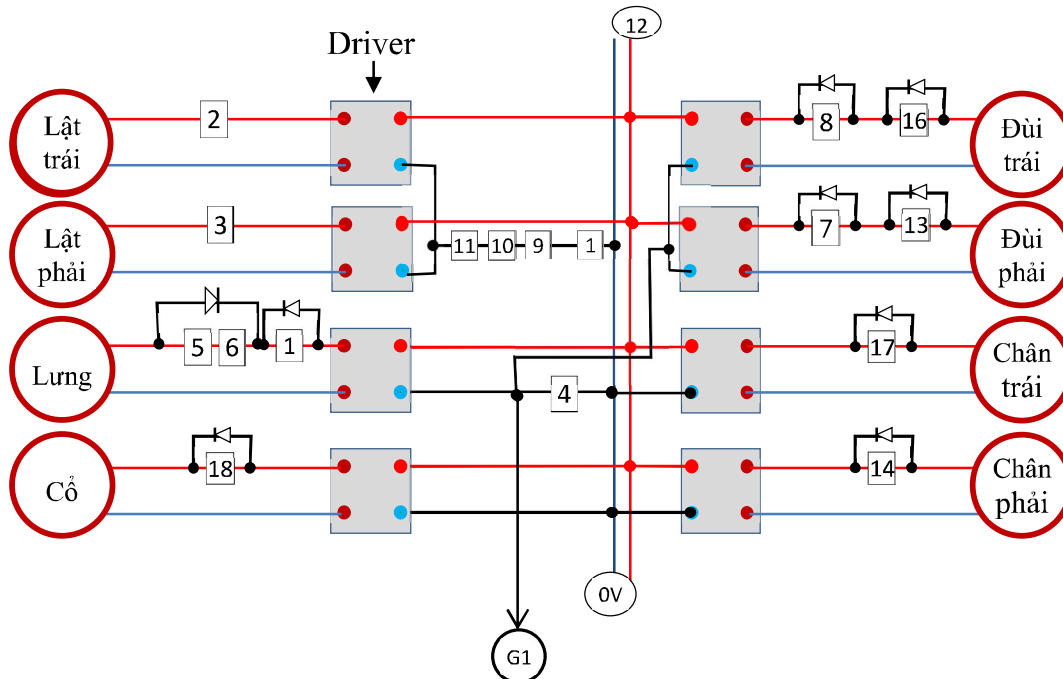 12
Driver
Lật
trái
2
8
16
Đùi
trái
Lật
phải
3
11
10
9
1
7
13
Đùi
phải
Lưng
5
6
1
4
17
Chân
trái
Cổ
18
14
Chân
phải
0V
G1